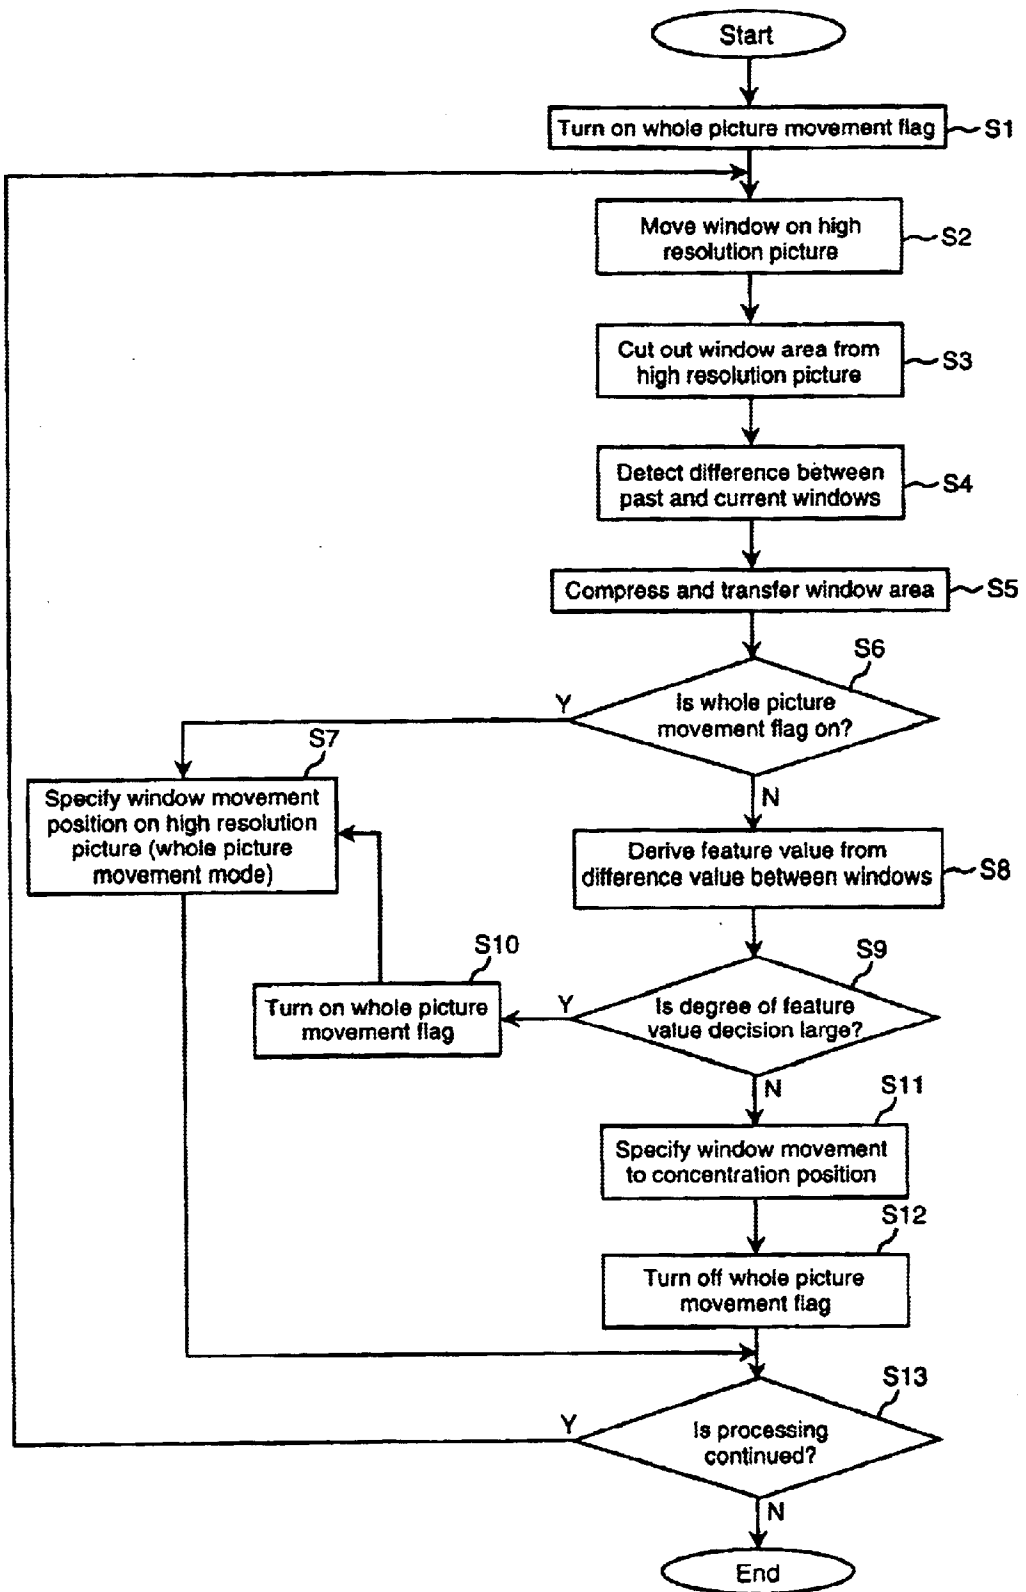 Start
Turn on whole picture movement flag
S1
Move window on high
resolution picture
S2
Cut out window area from
high resolution picture
S3
Detect difference between
past and current windows
S4
Compress and transfer window area
S5
S6
Is whole picture
movement flag on?
Y
N
S7
Specify window movement
position on high resolution
picture (whole picture
movement mode)
Derive feature value from
difference value between windows
S8
S9
Is degree of feature
value decision large?
Y
N
S10
Turn on whole picture
movement flag
S11
Specify window movement
to concentration position
S12
Turn off whole picture
movement flag
S13
Is processing
continued?
Y
N
End